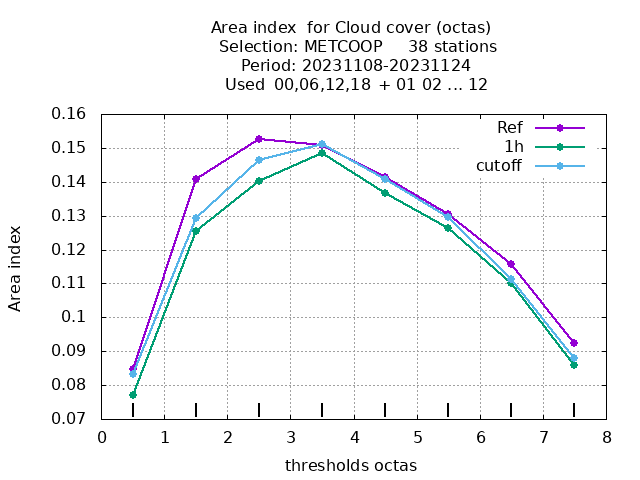 Area index  for Cloud cover (octas)
Selection: METCOOP     38 stations
Period: 20231108-20231124
Used  00,06,12,18  + 01 02 ... 12
Ref
1h
cutoff
0.16
0.15
0.14
0.13
0.12
0.11
0.1
0.09
0.08
0.07
Area index
0 1 2 3 4 5 6 7 8
thresholds octas